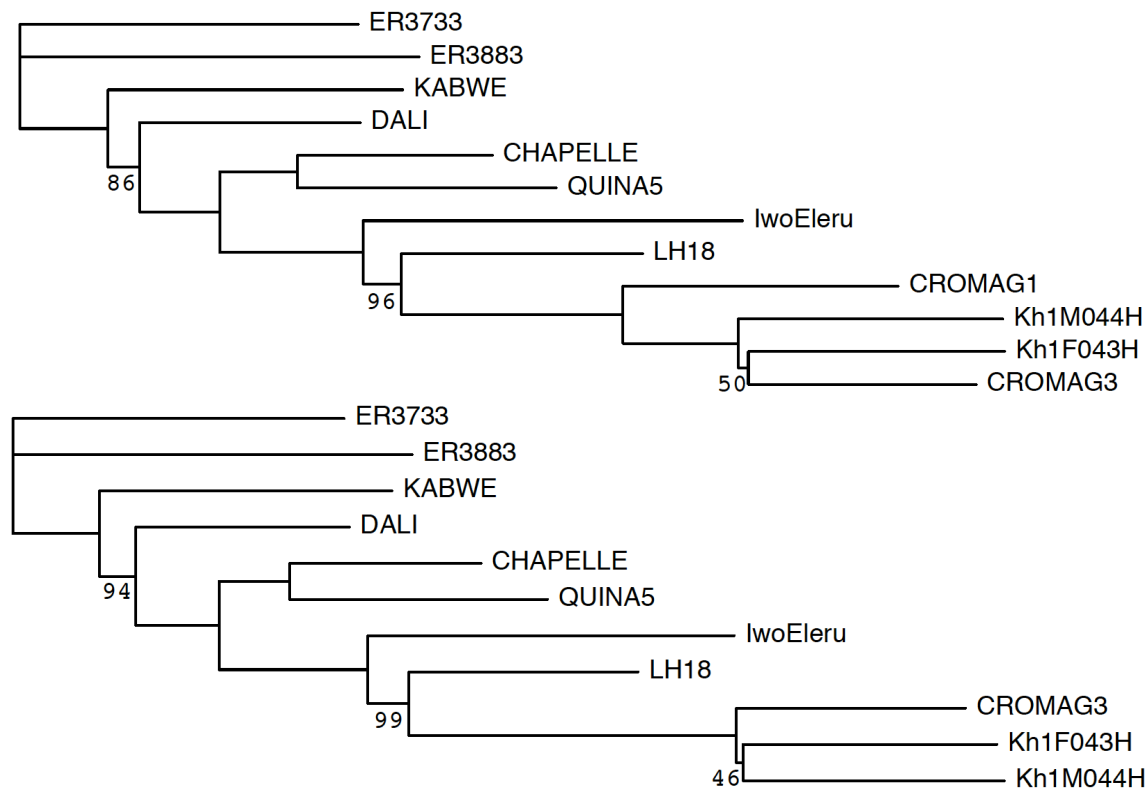 ER3733
ER3883
KABWE
DALI
CHAPELLE
86
QUINA5
IwoEleru
LH18
CROMAG1
96
Kh1M044H
Kh1F043H
50
CROMAG3
ER3733
ER3883
KABWE
DALI
CHAPELLE
94
QUINA5
IwoEleru
LH18
CROMAG3
99
Kh1F043H
46
Kh1M044H